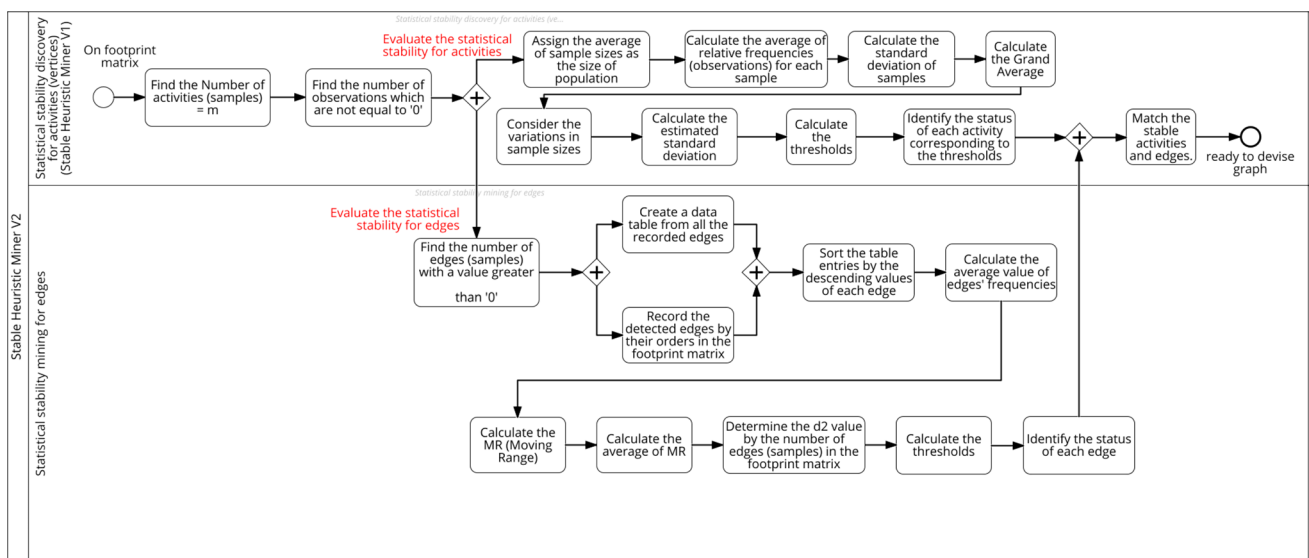 Stable Heuristic Miner V2
Statistical stability discovery
for activities (vertices)
(Stable Heuristic Miner V1)
Statistical stability discovery for activities (ve...
On footprint
matrix
Find the Number of
activities (samples)
= m
Find the number of
observations which
are not equal to '0'
Evaluate the statistical
stability for activities
Assign the average
of sample sizes as
the size of
population
Calculate the average of
relative frequencies
(observations) for each
sample
Calculate the
standard
deviation of
samples
Calculate
the Grand
Average
Consider the
variations in
sample sizes
Calculate the
estimated
standard
deviation
Calculate
the
thresholds
Identify the status
of each activity
corresponding to
the thresholds
Match the
stable
activities
and edges.
ready to devise
graph
Statistical stability mining for edges
Statistical stability mining for edges
Evaluate the statistical
stability for edges
Find the number of
edges (samples)
with a value greater
than '0'
Create a data
table from all the
recorded edges
Record the
detected edges by
their orders in the
footprint matrix
Sort the table
entries by the
descending values
of each edge
Calculate the
average value of
edges' frequencies
Calculate the
MR (Moving
Range)
Calculate the
average of MR
Determine the d2 value
by the number of
edges (samples) in the
footprint matrix
Calculate the
thresholds
Identify the status
of each edge